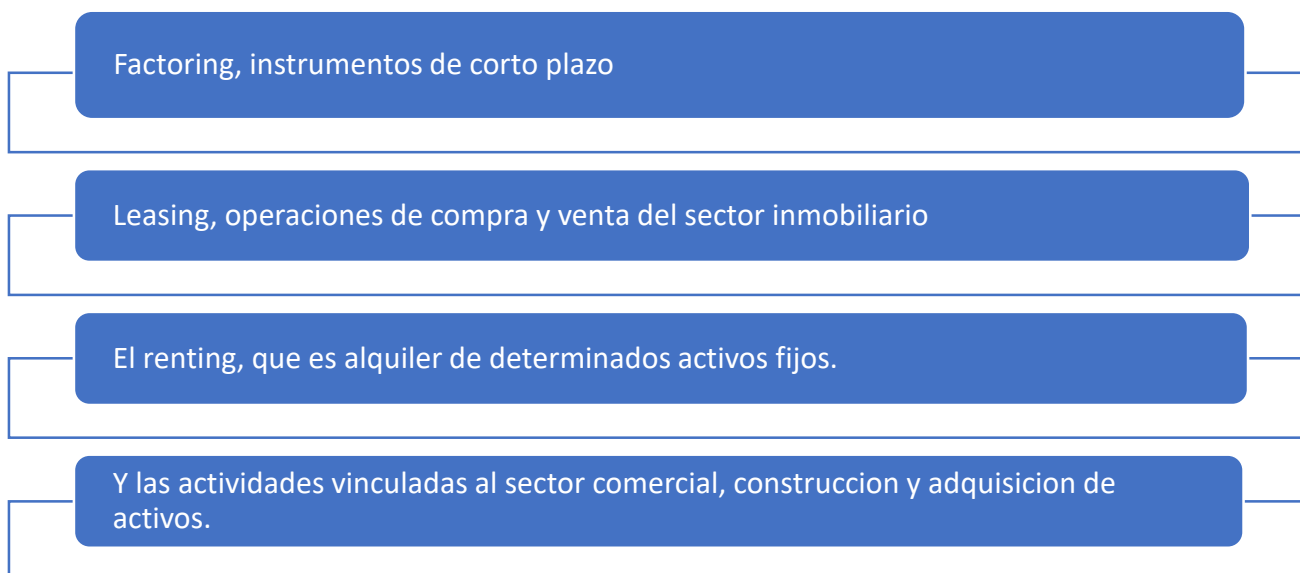 Factoring, instrumentos de corto plazo
Leasing, operaciones de compra y venta del sector inmobiliario
El renting, que es alquiler de determinados activos fijos.
Y las actividades vinculadas al sector comercial, construccion y adquisicion de
activos.